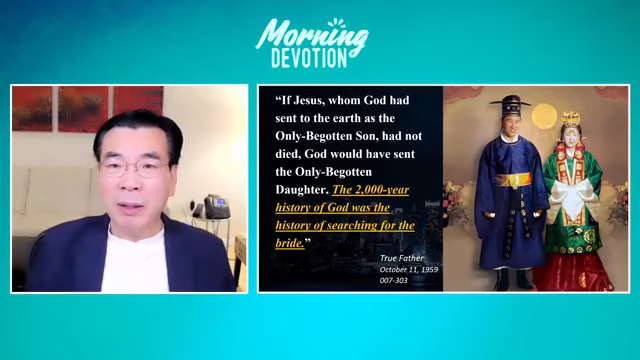 Morning
DEVOTION
“If Jesus, whom God had
sent to the earth as the
Only-Begotten Son, had not
died, God would have sent
the Only-Begotten
Daughter. The 2,000-year
history of God was the
history of searching for the
bride.”
True Father
October 11, 1959
007-303